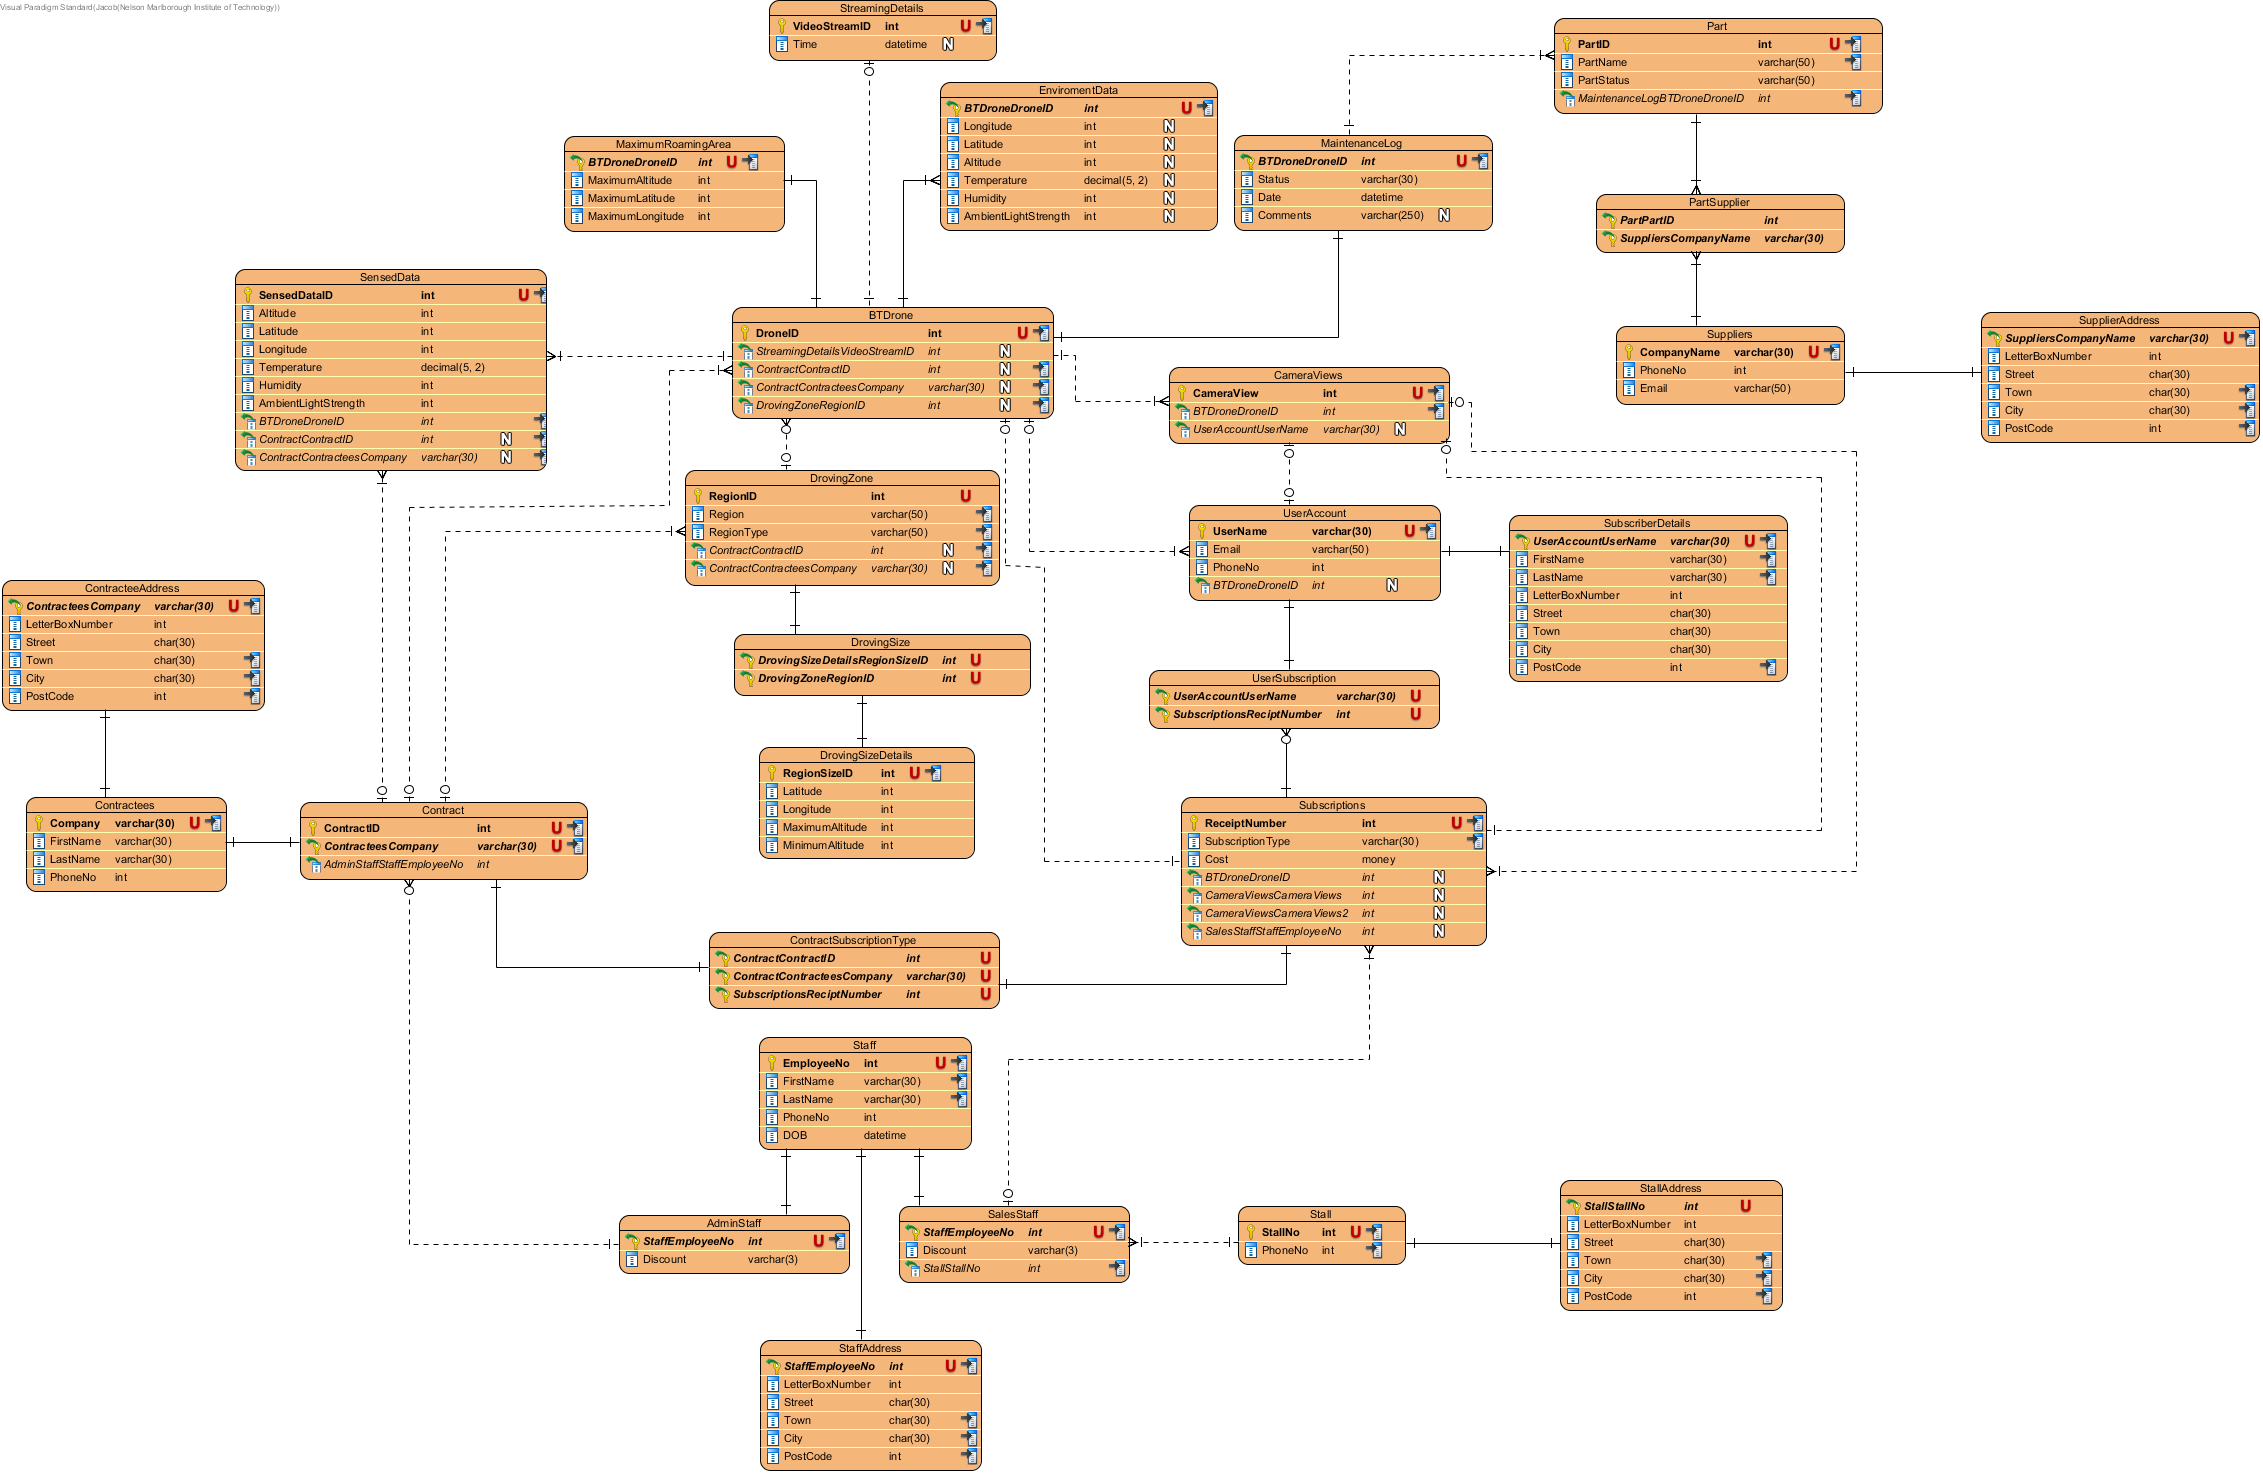 Visual Paradigm Standard(Jacob(Nelson Marlborough Institute of Technology))
StreamingDetails
VideoStreamID int U
Time datetime N
Part
PartID int U
PartName varchar(50)
PartStatus varchar(50)
MaintenanceLogBTDroneDroneID int
EnviromentData
BTDroneDroneID int U
Longitude int N
Latitude int N
Altitude int N
Temperature decimal(5, 2) N
Humidity int N
AmbientLightStrength int N
MaximumRoamingArea
BTDroneDroneID int U
MaximumAltitude int
MaximumLatitude int
MaximumLongitude int
MaintenanceLog
BTDroneDroneID int U
Status varchar(30)
Date datetime
Comments varchar(250) N
PartSupplier
PartPartID int
SuppliersCompanyName varchar(30)
SensedData
SensedDataID int U
Altitude int
Latitude int
Longitude int
Temperature decimal(5, 2)
Humidity int
AmbientLightStrength int
BTDroneDroneID int
ContractContractID int N
ContractContracteesCompany varchar(30) N
BTDrone
DroneID int U
StreamingDetailsVideoStreamID int N
ContractContractID int N
ContractContracteesCompany varchar(30) N
DrovingZoneRegionID int N
Suppliers
CompanyName varchar(30) U
PhoneNo int
Email varchar(50)
SupplierAddress
SuppliersCompanyName varchar(30) U
LetterBoxNumber int
Street char(30)
Town char(30)
City char(30)
PostCode int
CameraViews
CameraView int U
BTDroneDroneID int
UserAccountUserName varchar(30) N
DrovingZone
RegionID int U
Region varchar(50)
RegionType varchar(50)
ContractContractID int N
ContractContracteesCompany varchar(30) N
UserAccount
UserName varchar(30) U
Email varchar(50)
PhoneNo int
BTDroneDroneID int N
SubscriberDetails
UserAccountUserName varchar(30) U
FirstName varchar(30)
LastName varchar(30)
LetterBoxNumber int
Street char(30)
Town char(30)
City char(30)
PostCode int
ContracteeAddress
ContracteesCompany varchar(30) U
LetterBoxNumber int
Street char(30)
Town char(30)
City char(30)
PostCode int
DrovingSize
DrovingSizeDetailsRegionSizeID int U
DrovingZoneRegionID int U
UserSubscription
UserAccountUserName varchar(30) U
SubscriptionsReciptNumber int U
DrovingSizeDetails
RegionSizeID int U
Latitude int
Longitude int
MaximumAltitude int
MinimumAltitude int
Contractees
Company varchar(30) U
FirstName varchar(30)
LastName varchar(30)
PhoneNo int
Contract
ContractID int U
ContracteesCompany varchar(30) U
AdminStaffStaffEmployeeNo int
Subscriptions
ReceiptNumber int U
SubscriptionType varchar(30)
Cost money
BTDroneDroneID int N
CameraViewsCameraViews int N
CameraViewsCameraViews2 int N
SalesStaffStaffEmployeeNo int N
ContractSubscriptionType
ContractContractID int U
ContractContracteesCompany varchar(30) U
SubscriptionsReciptNumber int U
Staff
EmployeeNo int U
FirstName varchar(30)
LastName varchar(30)
PhoneNo int
DOB datetime
AdminStaff
StaffEmployeeNo int U
Discount varchar(3)
SalesStaff
StaffEmployeeNo int U
Discount varchar(3)
StallStallNo int
Stall
StallNo int U
PhoneNo int
StallAddress
StallStallNo int U
LetterBoxNumber int
Street char(30)
Town char(30)
City char(30)
PostCode int
StaffAddress
StaffEmployeeNo int U
LetterBoxNumber int
Street char(30)
Town char(30)
City char(30)
PostCode int